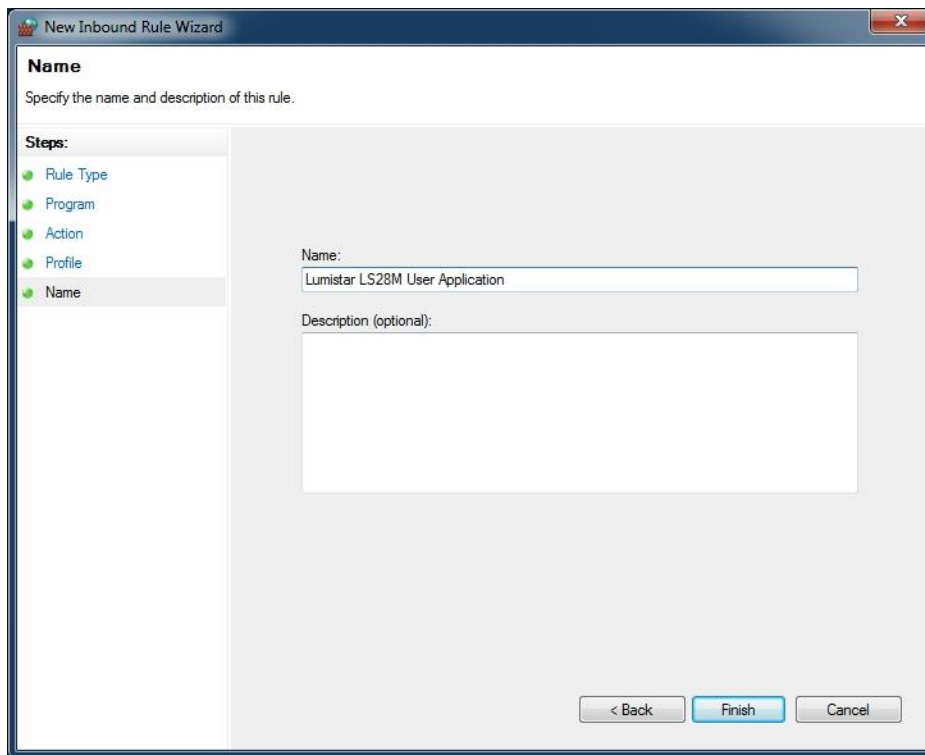 New Inbound Rule Wizard
X
Name
Specify the name and description of this rule.
Steps:
Rule Type
Program
Action
Profile
Name
Name:
Lumistar LS28M User Application
Description (optional):
< Back
Finish
Cancel